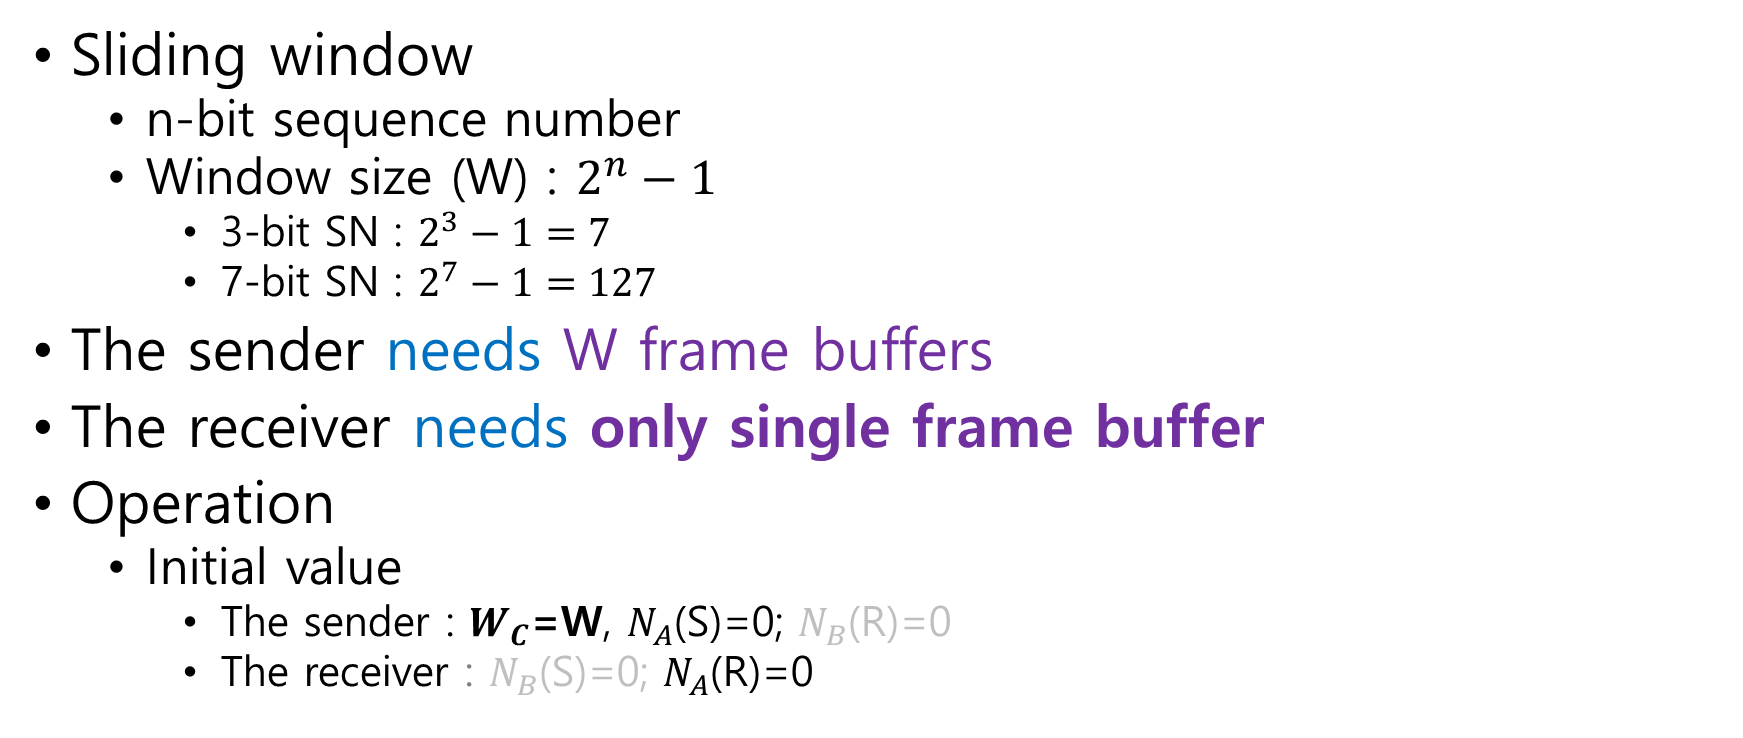 • Sliding window
• n-bit sequence number
• Window size (W) : 2ⁿ − 1
• 3-bit SN : 2³ − 1 = 7
• 7-bit SN : 2⁷ − 1 = 127
• The sender needs W frame buffers
• The receiver needs only single frame buffer
• Operation
• Initial value
• The sender : W_C=W, N_A(S)=0; N_B(R)=0
• The receiver : N_B(S)=0; N_A(R)=0